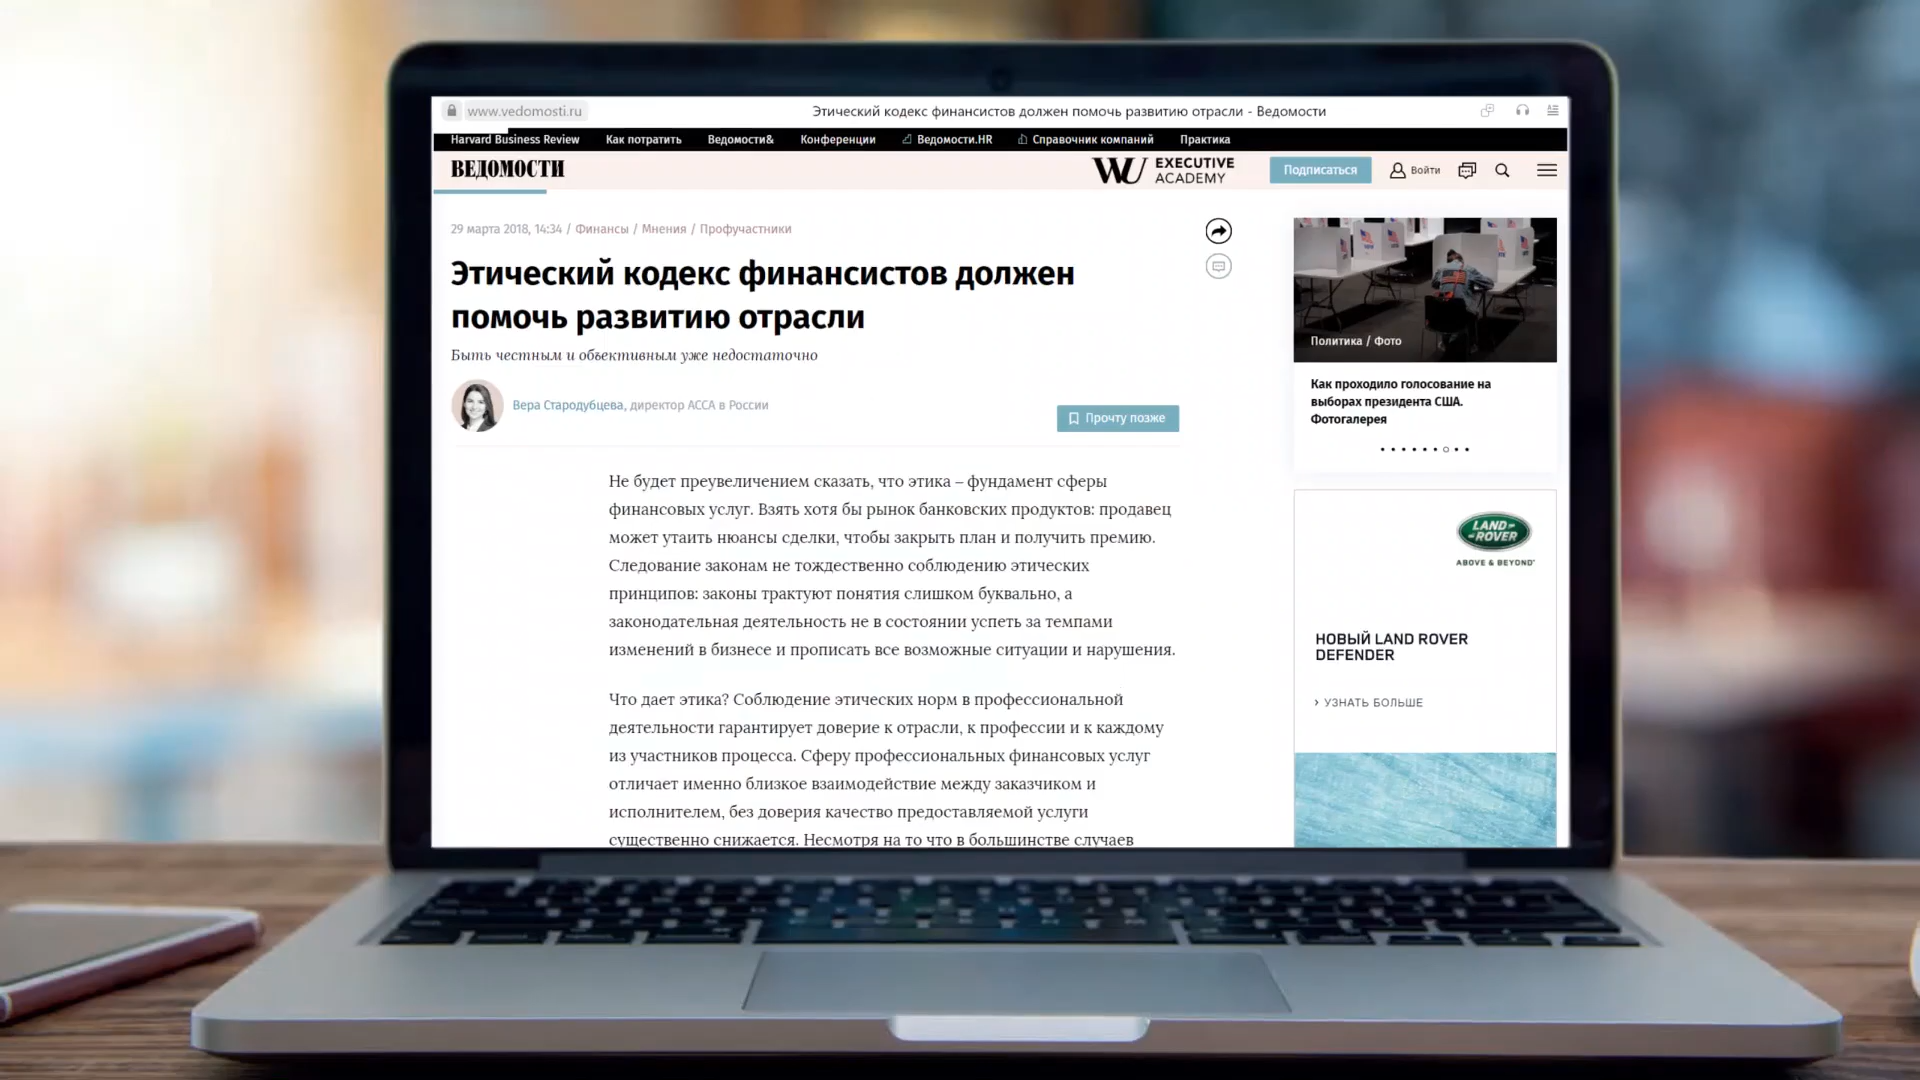 www.vedomosti.ru
Этический кодекс финансистов должен помочь развитию отрасли - Ведомости
Harvard Business Review Как потратить Ведомости& Конференции Ведомости.HR Справочник компаний Практика
ВЕДОМОСТИ
WU EXECUTIVE
ACADEMY
Подписаться
Войти
29 марта 2018, 14:34 / Финансы / Мнения / Профучастники
Этический кодекс финансистов должен
помочь развитию отрасли
Быть честным и объективным уже недостаточно
Вера Стародубцева, директор АССА в России
Прочту позже
Не будет преувеличением сказать, что этика – фундамент сферы
финансовых услуг. Взять хотя бы рынок банковских продуктов: продавец
может утаить нюансы сделки, чтобы закрыть план и получить премию.
Следование законам не тождественно соблюдению этических
принципов: законы трактуют понятия слишком буквально, а
законодательная деятельность не в состоянии успеть за темпами
изменений в бизнесе и прописать все возможные ситуации и нарушения.
Что дает этика? Соблюдение этических норм в профессиональной
деятельности гарантирует доверие к отрасли, к профессии и к каждому
из участников процесса. Сферу профессиональных финансовых услуг
отличает именно близкое взаимодействие между заказчиком и
исполнителем, без доверия качество предоставляемой услуги
существенно снижается. Несмотря на то что в большинстве случаев
Политика / Фото
Как проходило голосование на
выборах президента США.
Фотогалерея
LAND-
-ROVER
ABOVE & BEYOND
НОВЫЙ LAND ROVER
DEFENDER
› УЗНАТЬ БОЛЬШЕ